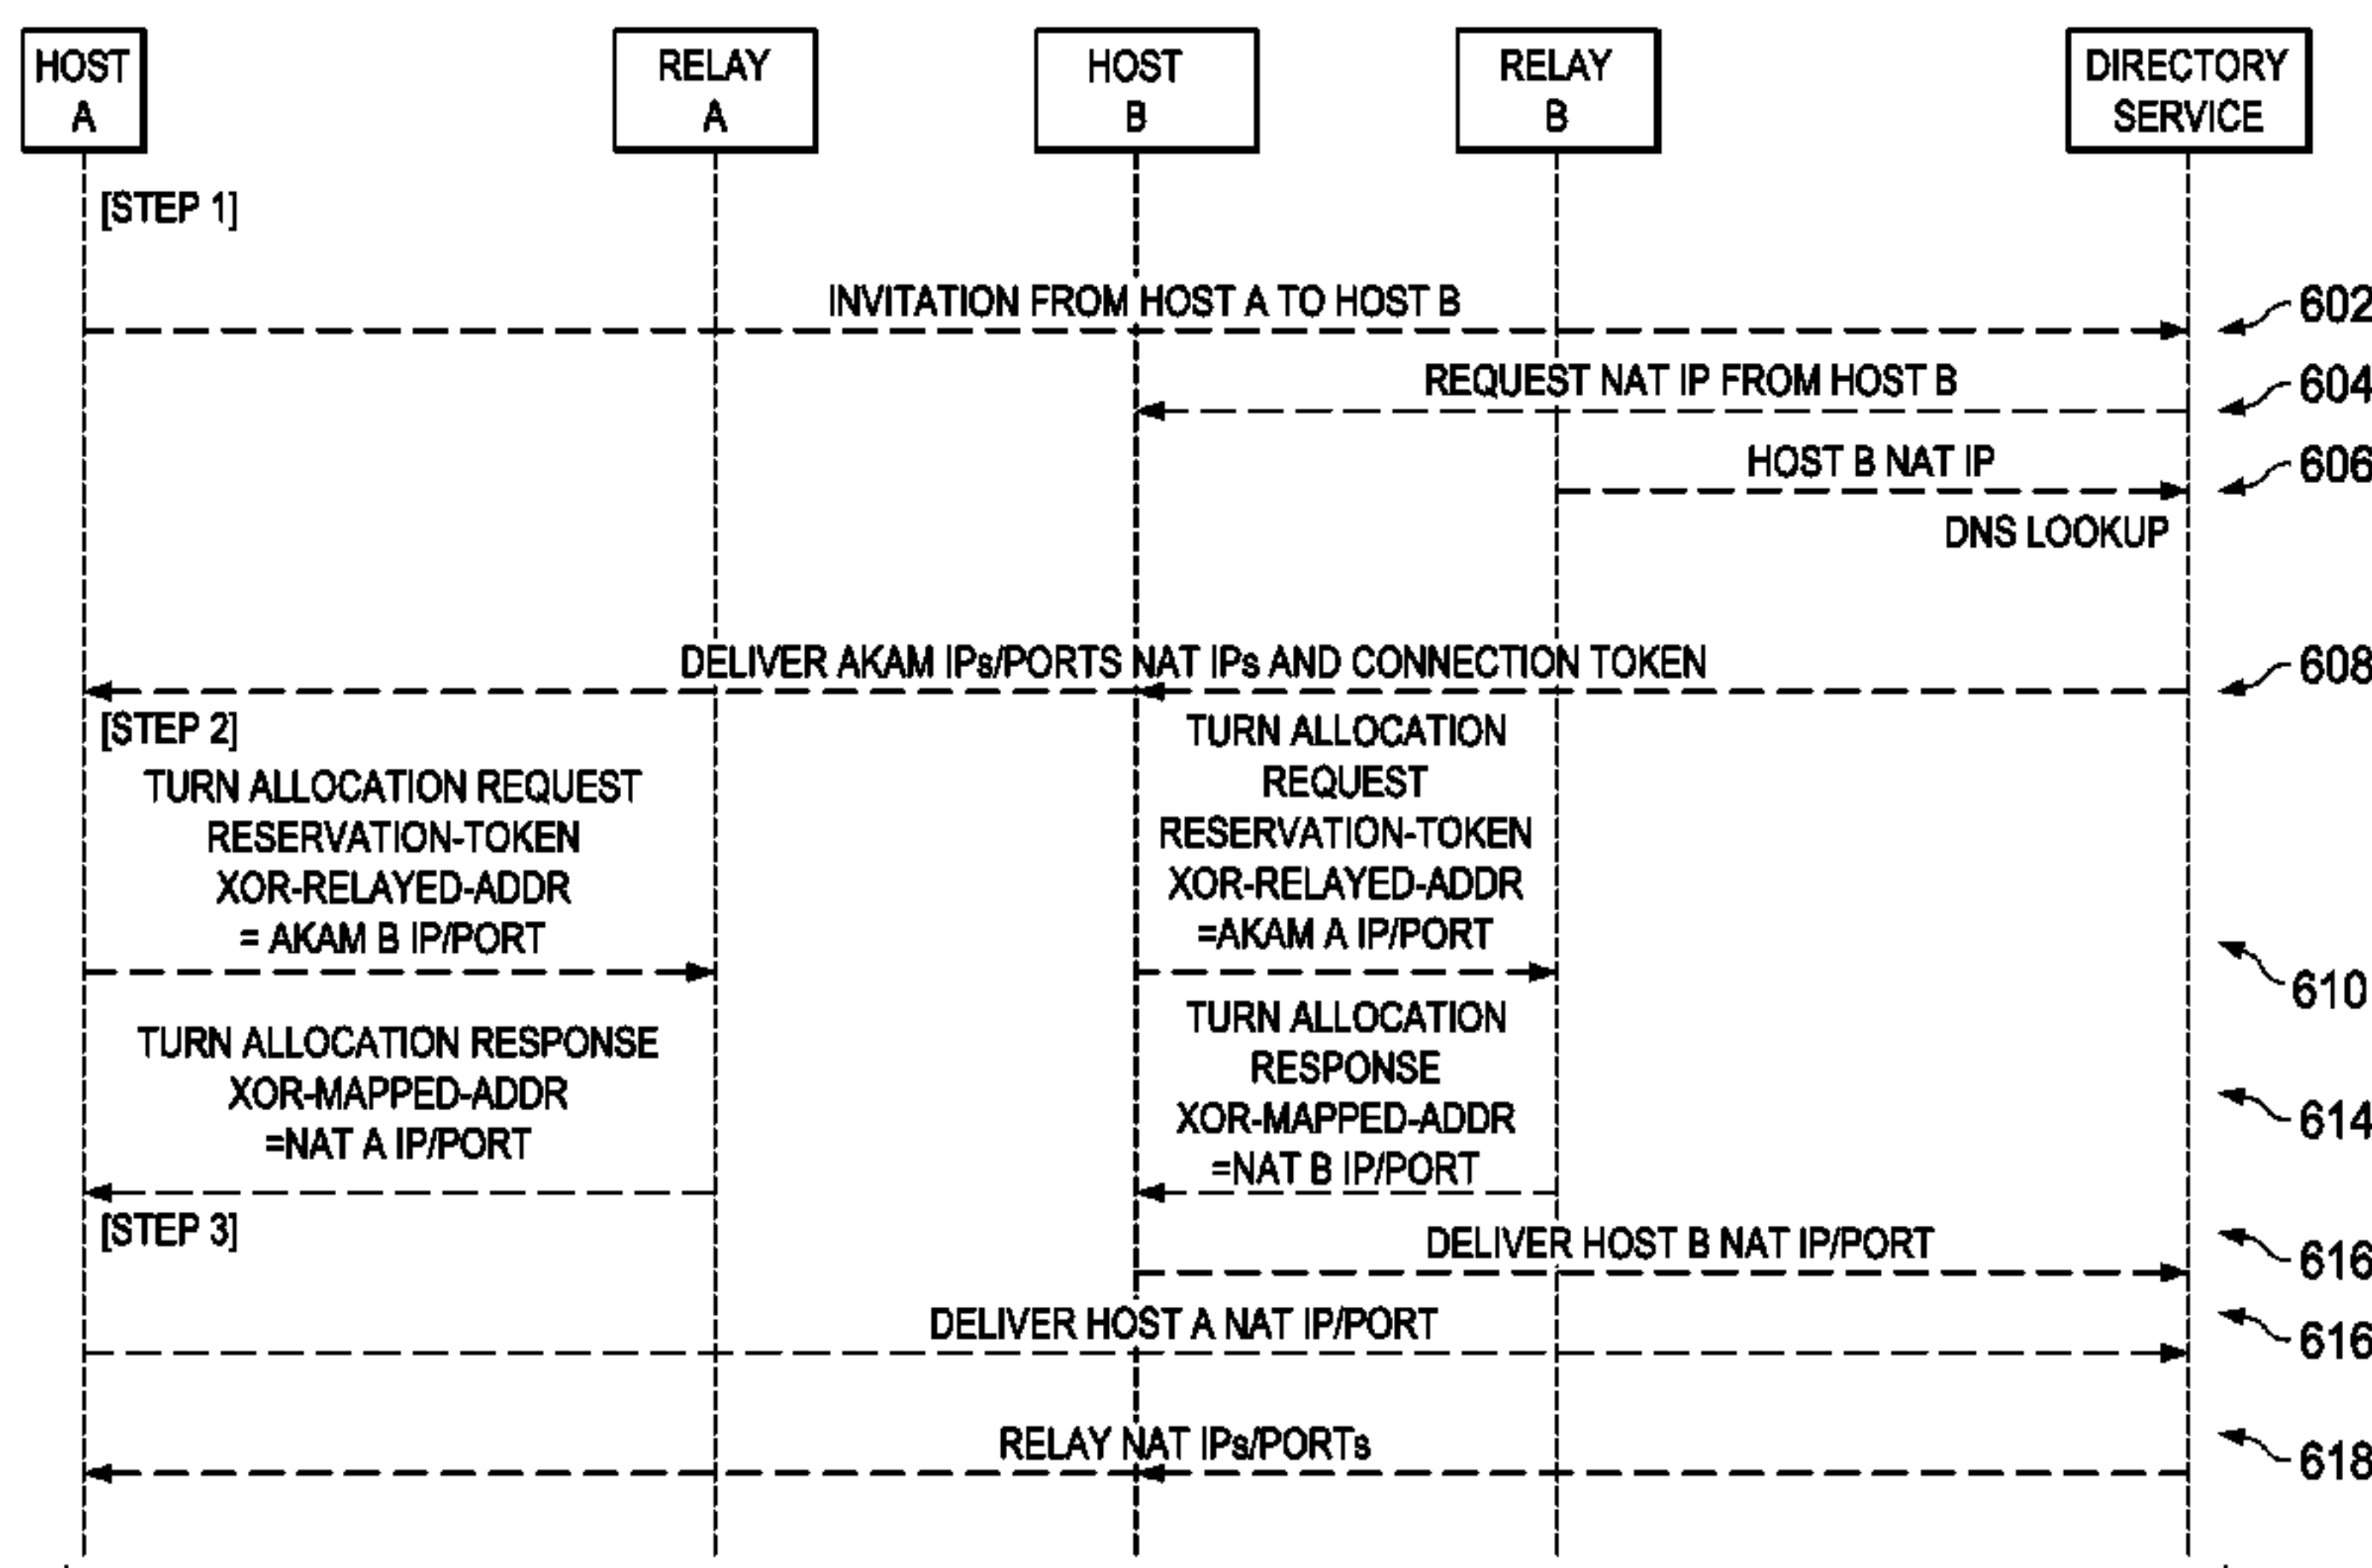 HOST
A
RELAY
A
HOST
B
RELAY
B
DIRECTORY
SERVICE
[STEP 1]
INVITATION FROM HOST A TO HOST B
602
REQUEST NAT IP FROM HOST B
604
HOST B NAT IP
606
DNS LOOKUP
DELIVER AKAM IPs/PORTS NAT IPs AND CONNECTION TOKEN
608
[STEP 2]
TURN ALLOCATION REQUEST
RESERVATION-TOKEN
XOR-RELAYED-ADDR
= AKAM B IP/PORT
TURN ALLOCATION
REQUEST
RESERVATION-TOKEN
XOR-RELAYED-ADDR
=AKAM A IP/PORT
610
TURN ALLOCATION RESPONSE
XOR-MAPPED-ADDR
=NAT A IP/PORT
TURN ALLOCATION
RESPONSE
XOR-MAPPED-ADDR
=NAT B IP/PORT
614
[STEP 3]
DELIVER HOST B NAT IP/PORT
616
DELIVER HOST A NAT IP/PORT
616
RELAY NAT IPs/PORTs
618